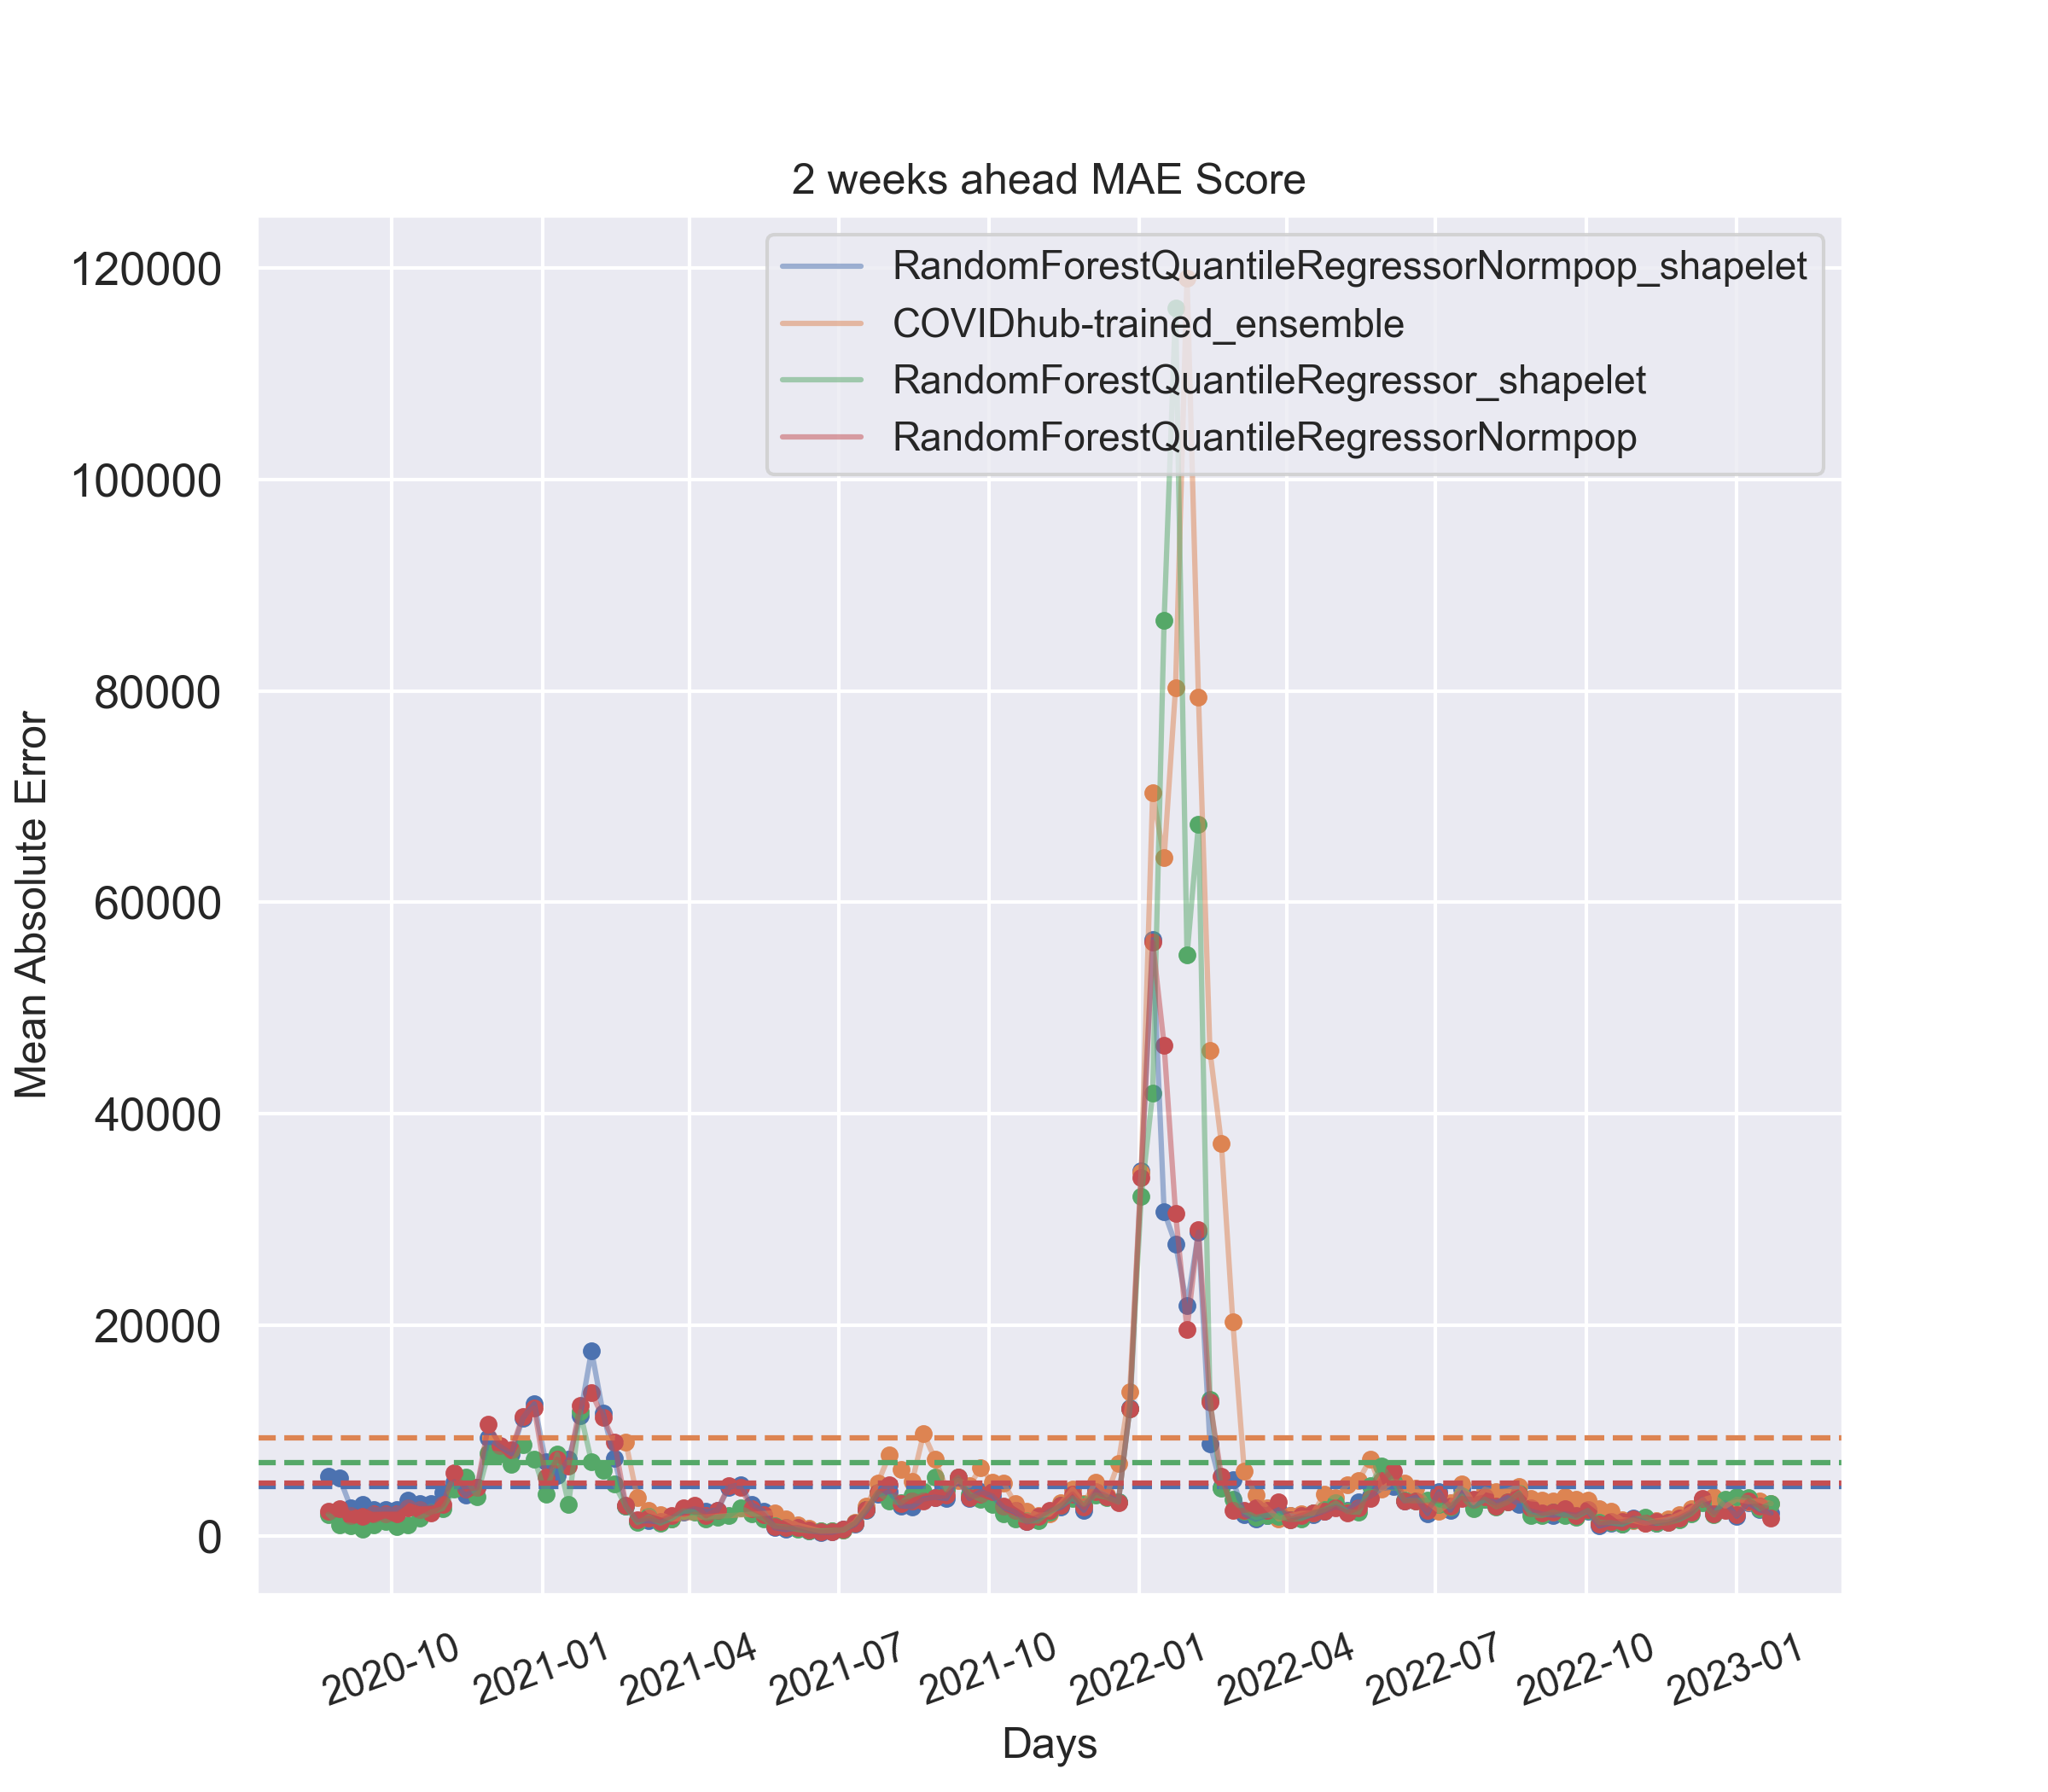 2 weeks ahead MAE Score
RandomForestQuantileRegressorNormpop_shapelet
COVIDhub-trained_ensemble
RandomForestQuantileRegressor_shapelet
RandomForestQuantileRegressorNormpop
120000
100000
80000
60000
40000
20000
0
Mean Absolute Error
2020-10
2021-01
2021-04
2021-07
2021-10
2022-01
2022-04
2022-07
2022-10
2023-01
Days